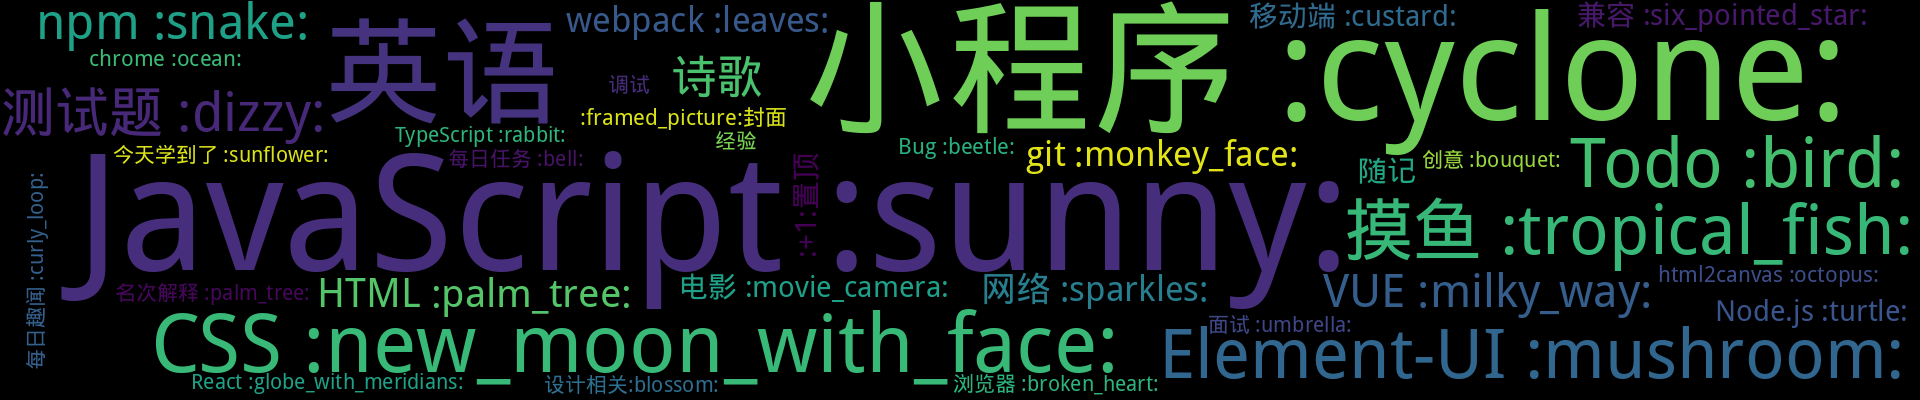 npm :snake:
英语
webpack :leaves:
小程序 :cyclone:
移动端 :custard:
兼容 :six_pointed_star:
chrome :ocean:
调试
诗歌
测试题 :dizzy:
:framed_picture:封面
TypeScript :rabbit:
经验
今天学到了 :sunflower:
每日任务 :bell:
Bug :beetle:
git :monkey_face:
随记
创意 :bouquet:
Todo :bird:
JavaScript :sunny:
:+1:置顶
摸鱼 :tropical_fish:
每日趣闻 :curly_loop:
名次解释 :palm_tree:
HTML :palm_tree:
电影 :movie_camera:
网络 :sparkles:
VUE :milky_way:
html2canvas :octopus:
Node.js :turtle:
CSS :new_moon_with_face:
面试 :umbrella:
Element-UI :mushroom:
React :globe_with_meridians:
设计相关:blossom:
浏览器 :broken_heart: